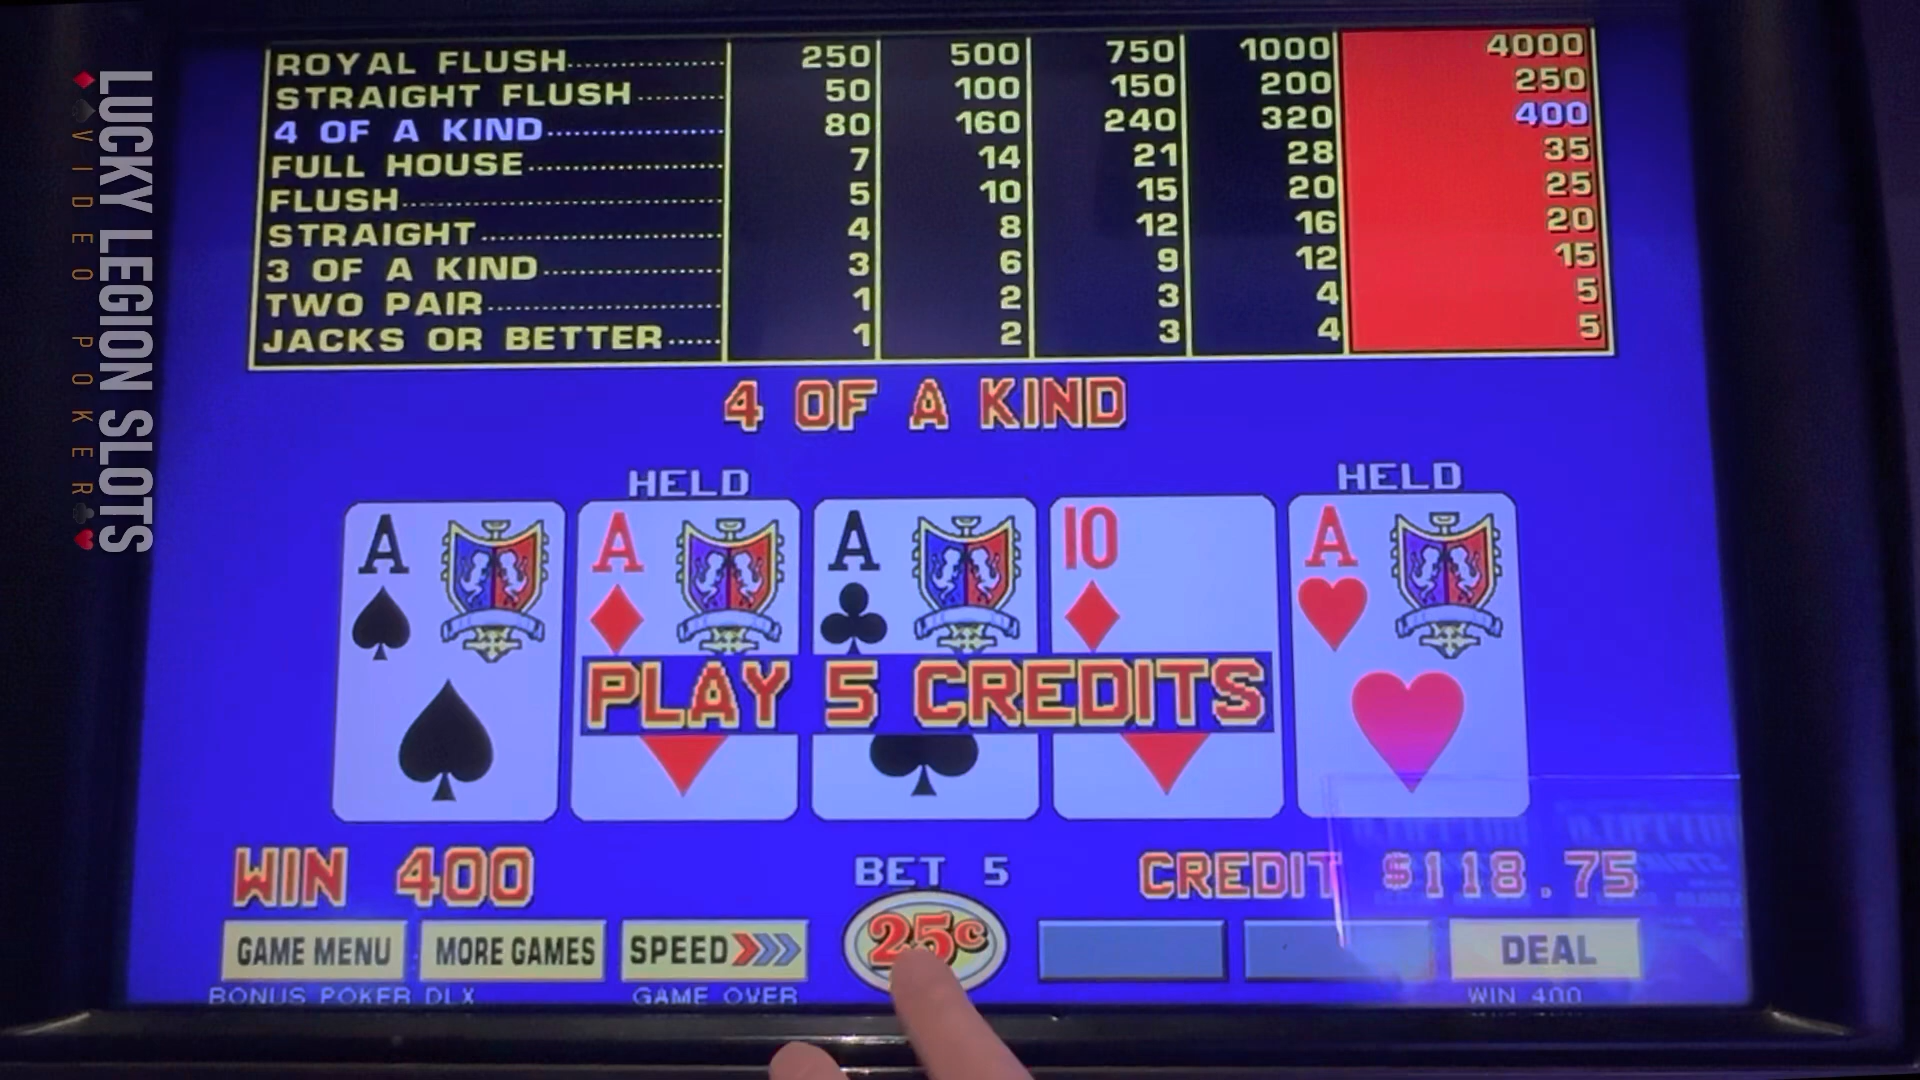 ROYAL FLUSH 250 500 750 1000 4000
STRAIGHT FLUSH 50 100 150 200 250
4 OF A KIND 80 160 240 320 400
FULL HOUSE 7 14 21 28 35
FLUSH 5 10 15 20 25
STRAIGHT 4 8 12 16 20
3 OF A KIND 3 6 9 12 15
TWO PAIR 1 2 3 4 5
JACKS OR BETTER 1 2 3 4 5
LUCKY LEGION SLOTS
VIDEO POKER
4 OF A KIND
HELD HELD
A A A 10 A
PLAY 5 CREDITS
WIN 400 BET 5 CREDIT $118.75
GAME MENU MORE GAMES SPEED 25¢ DEAL
BONUS POKER DLX GAME OVER WIN 400